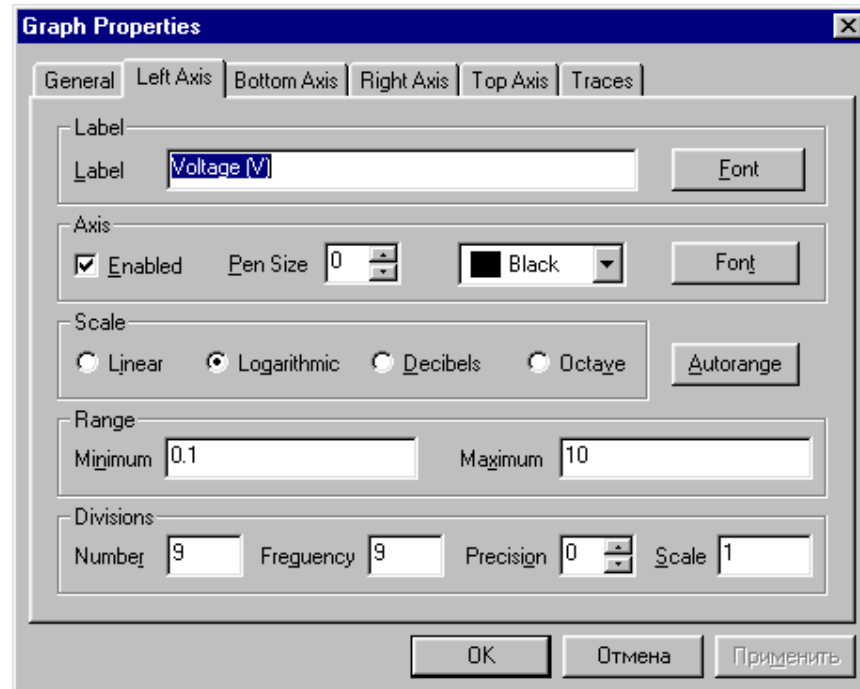 Graph Properties
General Left Axis Bottom Axis Right Axis Top Axis Traces
Label
Label Voltage (V) Font
Axis
Enabled Pen Size 0 Black Font
Scale
Linear Logarithmic Decibels Octave Autorange
Range
Minimum 0.1 Maximum 10
Divisions
Number 9 Freguency 9 Precision 0 Scale 1
OK Отмена Применить